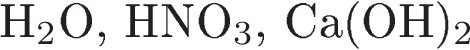 H₂O, HNO₃, Ca(OH)₂